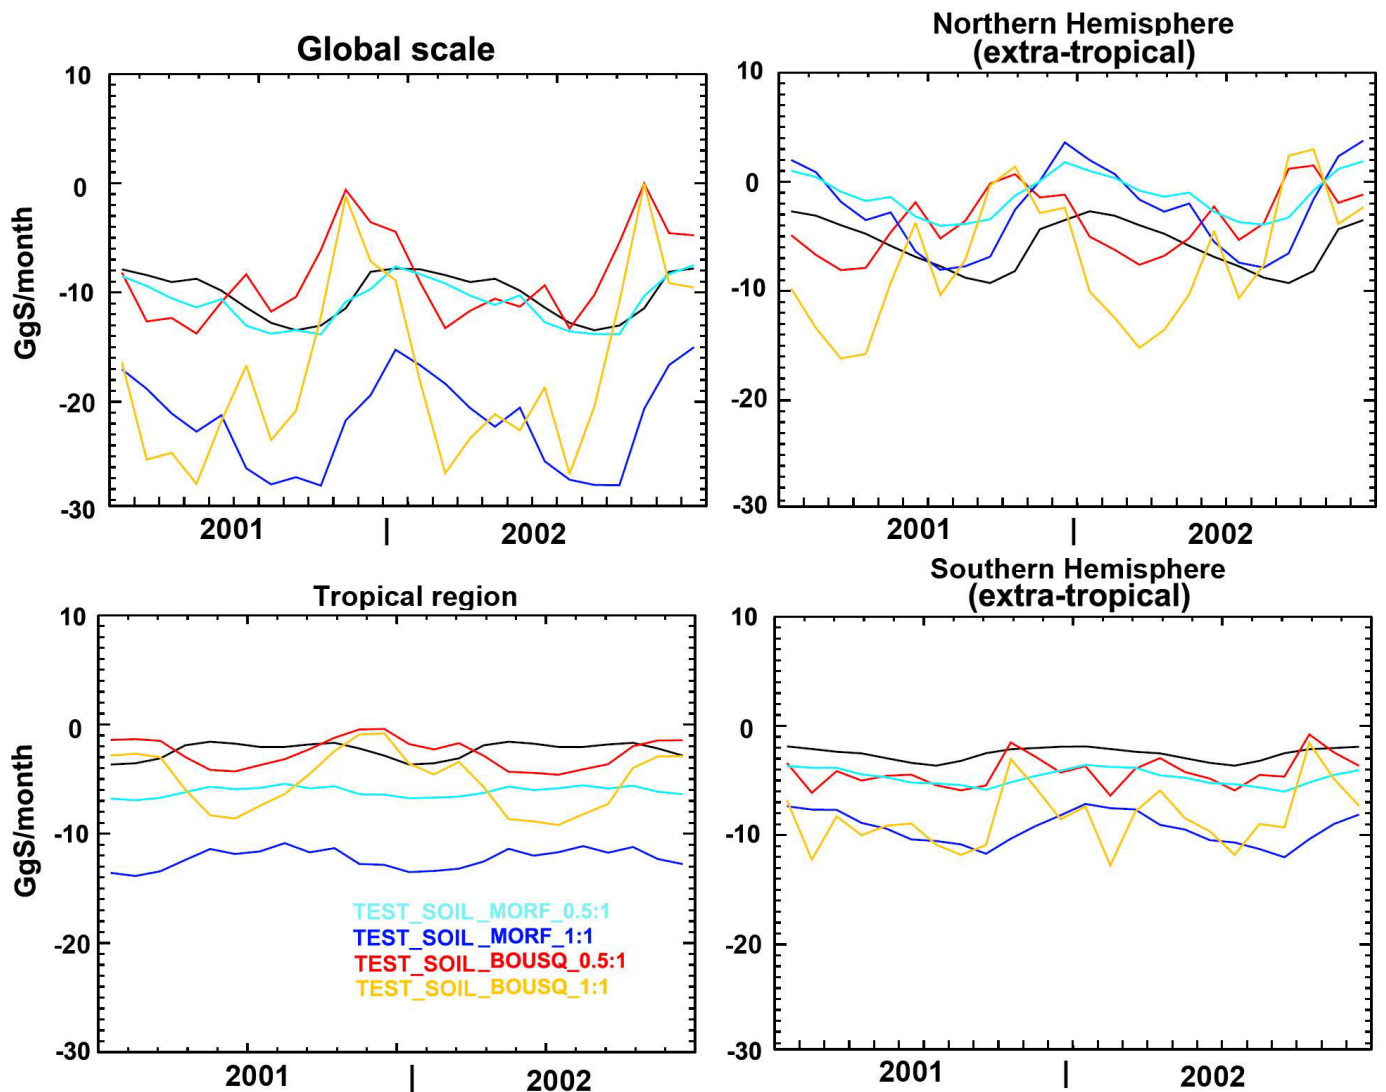 Global scale
10
0
-10
-20
-30
GgS/month
2001 | 2002
Northern Hemisphere
(extra-tropical)
10
0
-10
-20
-30
2001 | 2002
Tropical region
10
0
-10
-20
-30
GgS/month
TEST_SOIL_MORF_0.5:1
TEST_SOIL_MORF_1:1
TEST_SOIL_BOUSQ_0.5:1
TEST_SOIL_BOUSQ_1:1
2001 | 2002
Southern Hemisphere
(extra-tropical)
10
0
-10
-20
-30
2001 | 2002